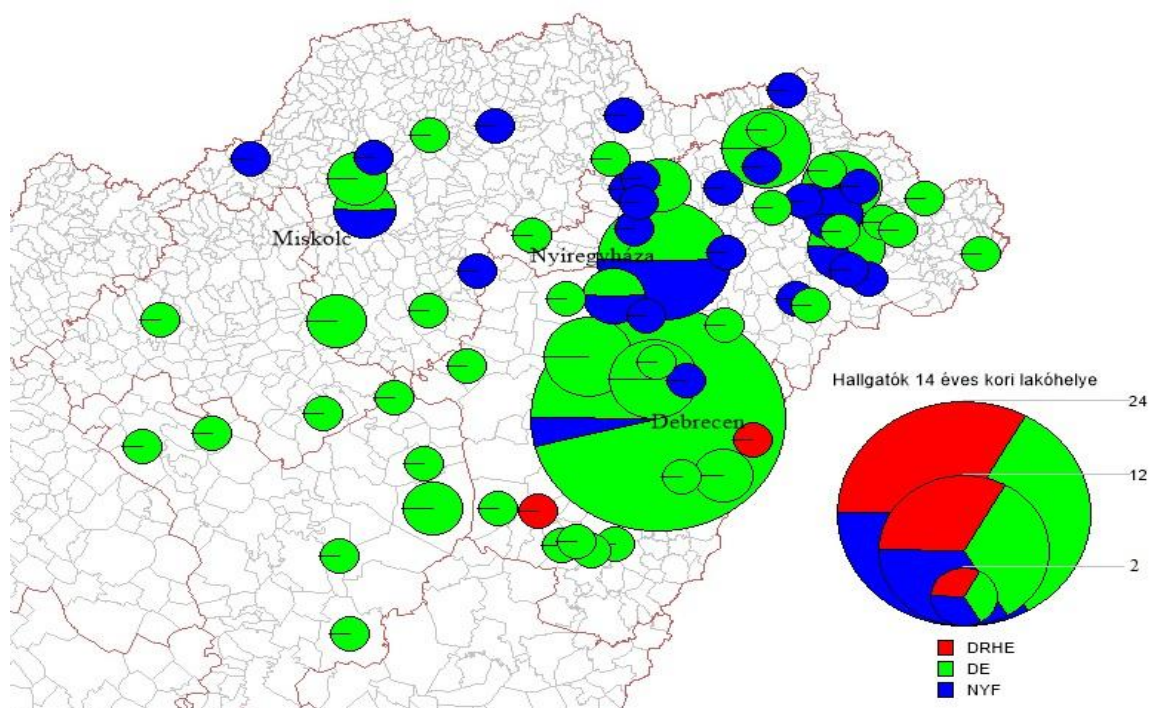 Miskolc
Nyíregyháza
Debrecen
Hallgatók 14 éves kori lakóhelye
24
12
2
DRHE
DE
NYF